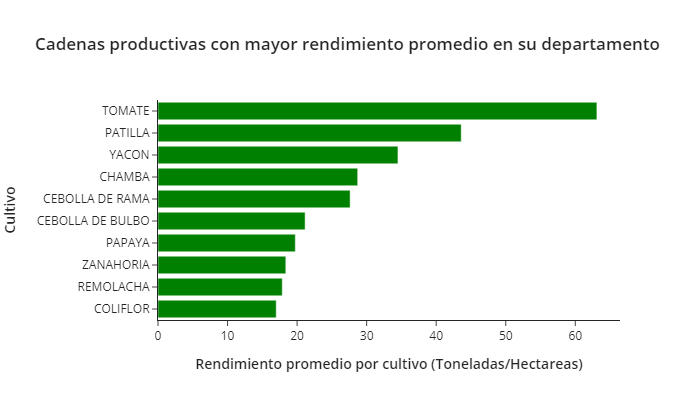 Cadenas productivas con mayor rendimiento promedio en su departamento
Cultivo
TOMATE
PATILLA
YACON
CHAMBA
CEBOLLA DE RAMA
CEBOLLA DE BULBO
PAPAYA
ZANAHORIA
REMOLACHA
COLIFLOR
0 10 20 30 40 50 60
Rendimiento promedio por cultivo (Toneladas/Hectareas)